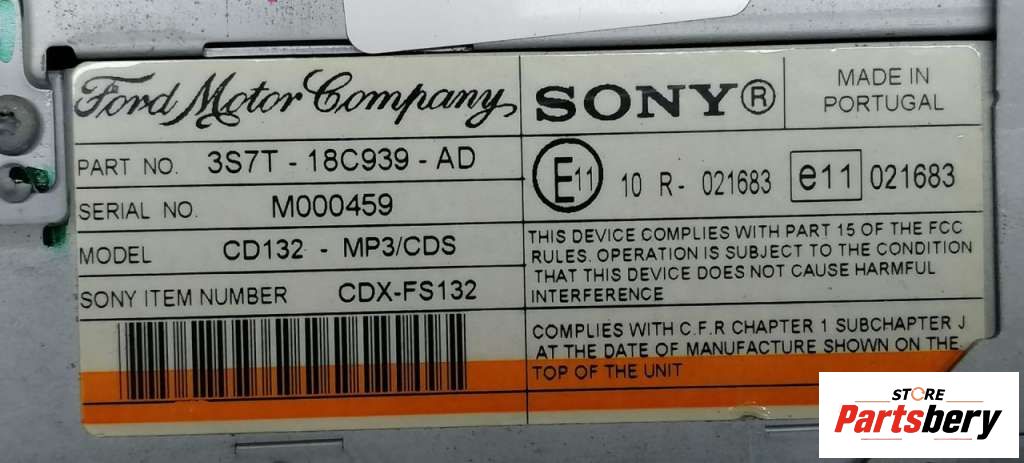 Ford Motor Company
SONY®
MADE IN
PORTUGAL
PART NO. 3S7T - 18C939 - AD
SERIAL NO. M000459
MODEL CD132 - MP3/CDS
SONY ITEM NUMBER CDX-FS132
E11 10 R- 021683 e11 021683
THIS DEVICE COMPLIES WITH PART 15 OF THE FCC
RULES. OPERATION IS SUBJECT TO THE CONDITION
THAT THIS DEVICE DOES NOT CAUSE HARMFUL
INTERFERENCE
COMPLIES WITH C.F.R CHAPTER 1 SUBCHAPTER J
AT THE DATE OF MANUFACTURE SHOWN ON THE
TOP OF THE UNIT
STORE
Partsbery